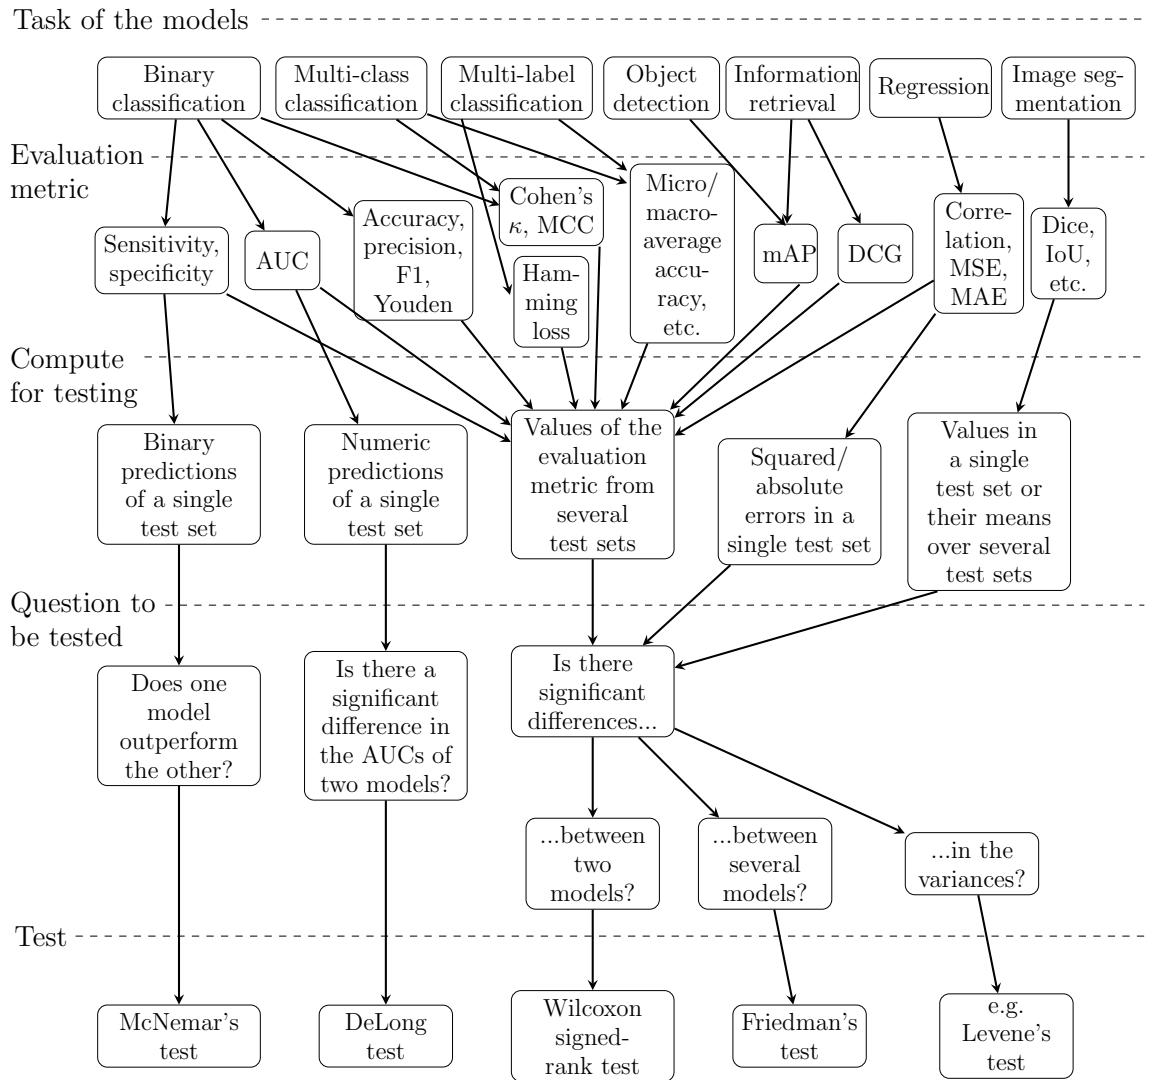 Task of the models
Binary
classification
Multi-class
classification
Multi-label
classification
Object
detection
Information
retrieval
Regression
Image seg-
mentation
Evaluation
metric
Sensitivity,
specificity
AUC
Accuracy,
precision,
F1,
Youden
Cohen's
κ, MCC
Ham-
ming
loss
Micro/
macro-
average
accu-
racy,
etc.
mAP
DCG
Corre-
lation,
MSE,
MAE
Dice,
IoU,
etc.
Compute
for testing
Binary
predictions
of a single
test set
Numeric
predictions
of a single
test set
Values of the
evaluation
metric from
several
test sets
Squared/
absolute
errors in a
single test set
Values in
a single
test set or
their means
over several
test sets
Question to
be tested
Does one
model
outperform
the other?
Is there a
significant
difference in
the AUCs of
two models?
Is there
significant
differences...
...between
two
models?
...between
several
models?
...in the
variances?
Test
McNemar's
test
DeLong
test
Wilcoxon
signed-
rank test
Friedman's
test
e.g.
Levene's
test